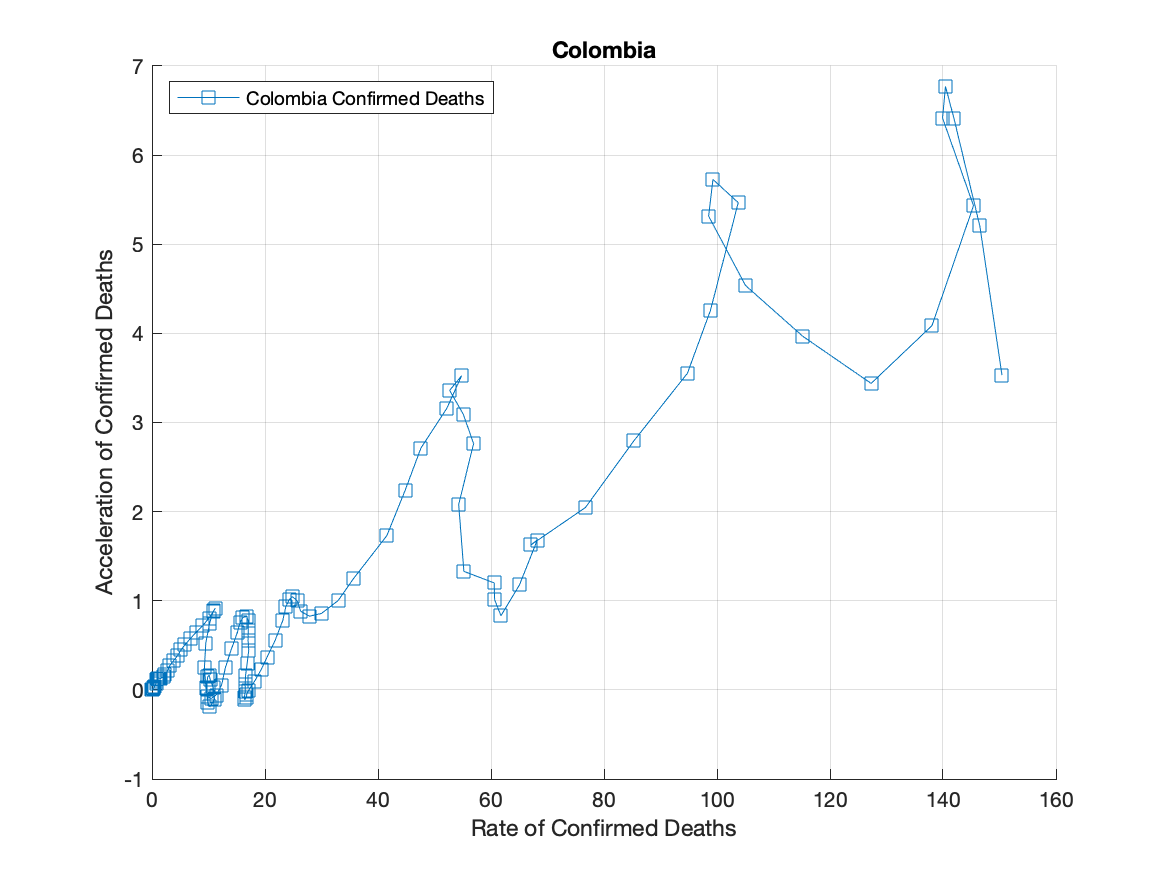 Colombia
Colombia Confirmed Deaths
Acceleration of Confirmed Deaths
7
6
5
4
3
2
1
0
-1
0 20 40 60 80 100 120 140 160
Rate of Confirmed Deaths